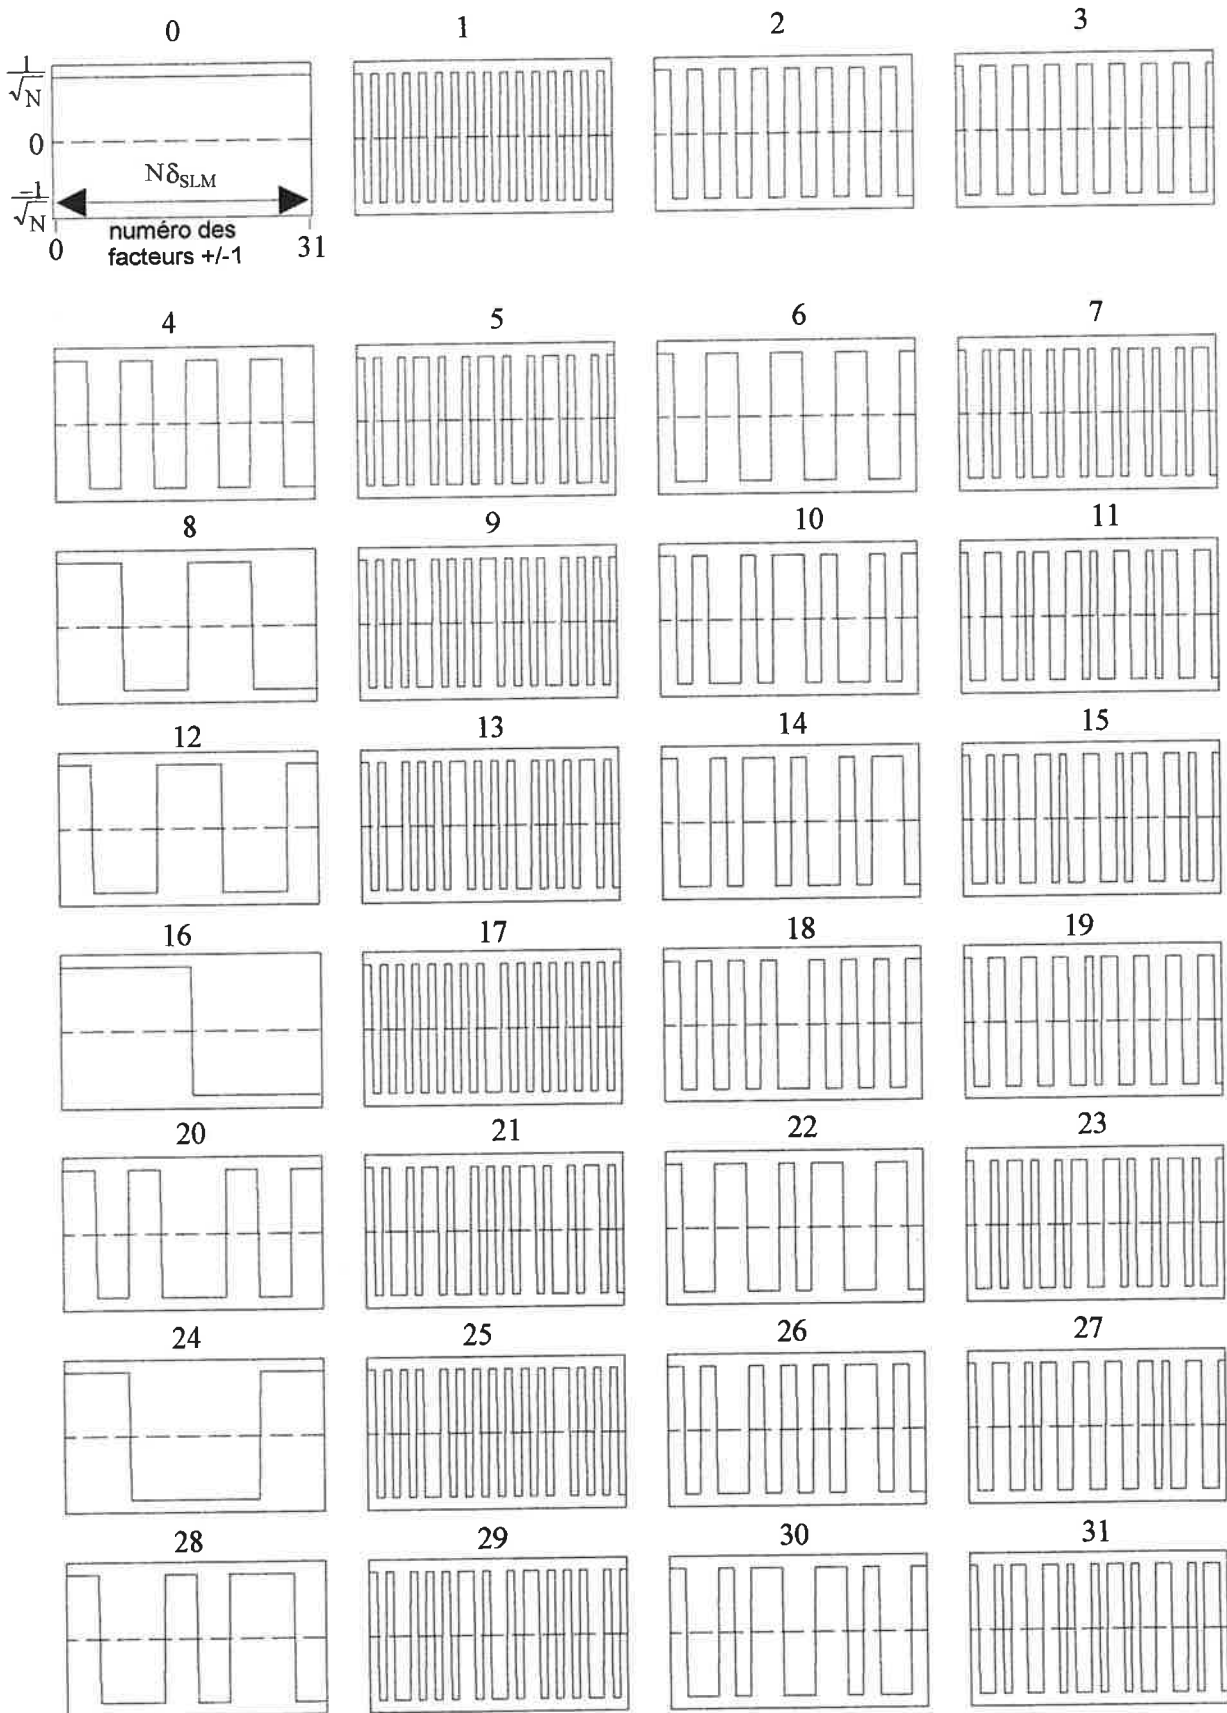 0 1 2 3
1
√N
0
NδSLM
−1
√N
0 numéro des 31
facteurs +/-1
4 5 6 7
8 9 10 11
12 13 14 15
16 17 18 19
20 21 22 23
24 25 26 27
28 29 30 31